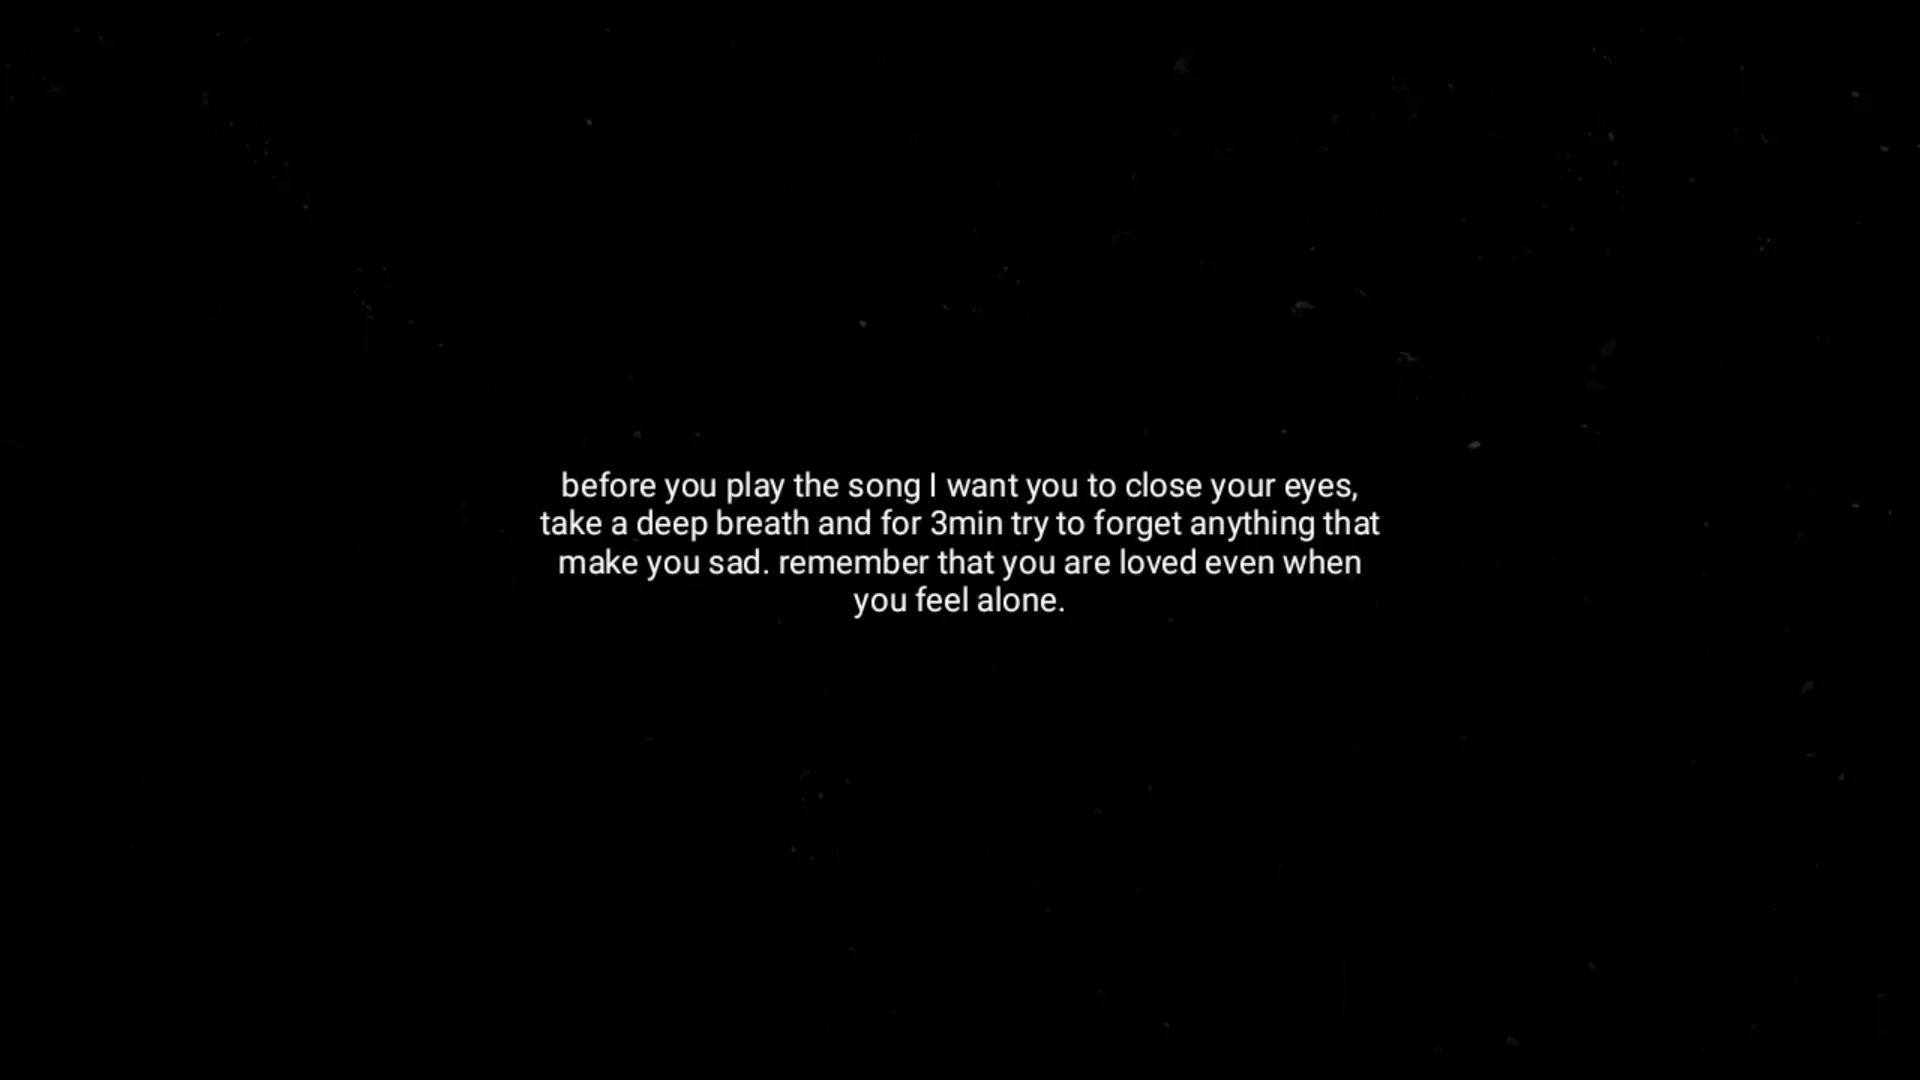 before you play the song I want you to close your eyes,
take a deep breath and for 3min try to forget anything that
make you sad. remember that you are loved even when
you feel alone.